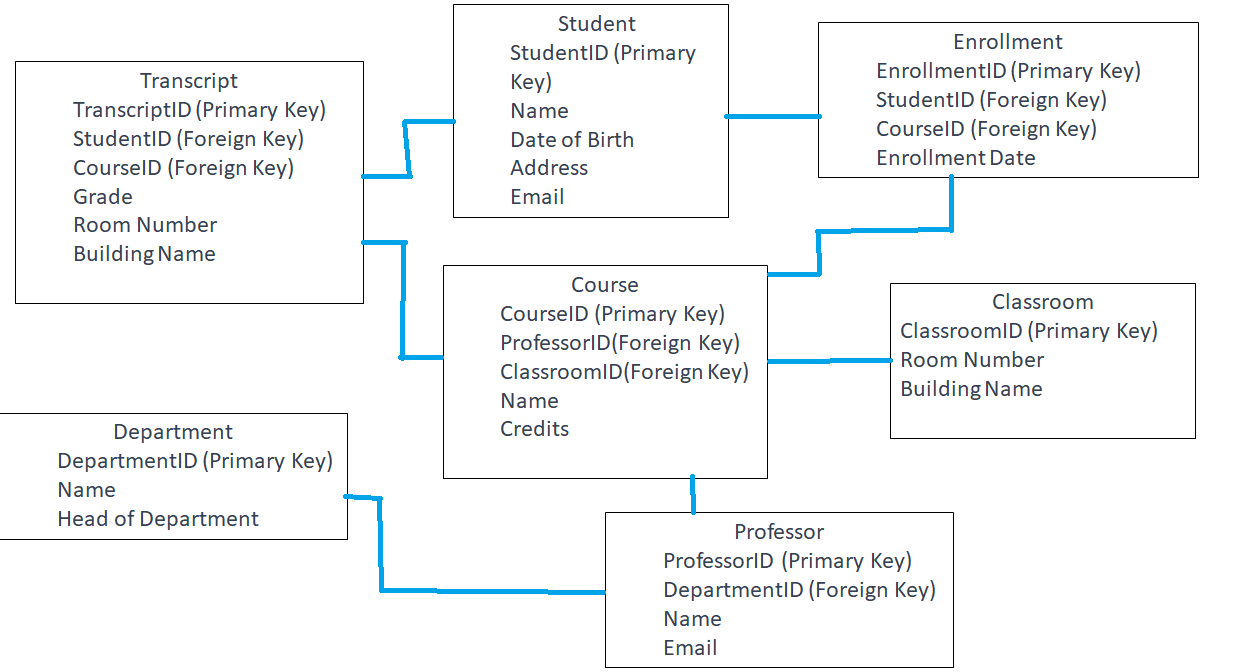 Student
StudentID (Primary
Key)
Name
Date of Birth
Address
Email
Enrollment
EnrollmentID (Primary Key)
StudentID (Foreign Key)
CourseID (Foreign Key)
Enrollment Date
Transcript
TranscriptID (Primary Key)
StudentID (Foreign Key)
CourseID (Foreign Key)
Grade
Room Number
Building Name
Course
CourseID (Primary Key)
ProfessorID(Foreign Key)
ClassroomID(Foreign Key)
Name
Credits
Classroom
ClassroomID (Primary Key)
Room Number
Building Name
Department
DepartmentID (Primary Key)
Name
Head of Department
Professor
ProfessorID (Primary Key)
DepartmentID (Foreign Key)
Name
Email